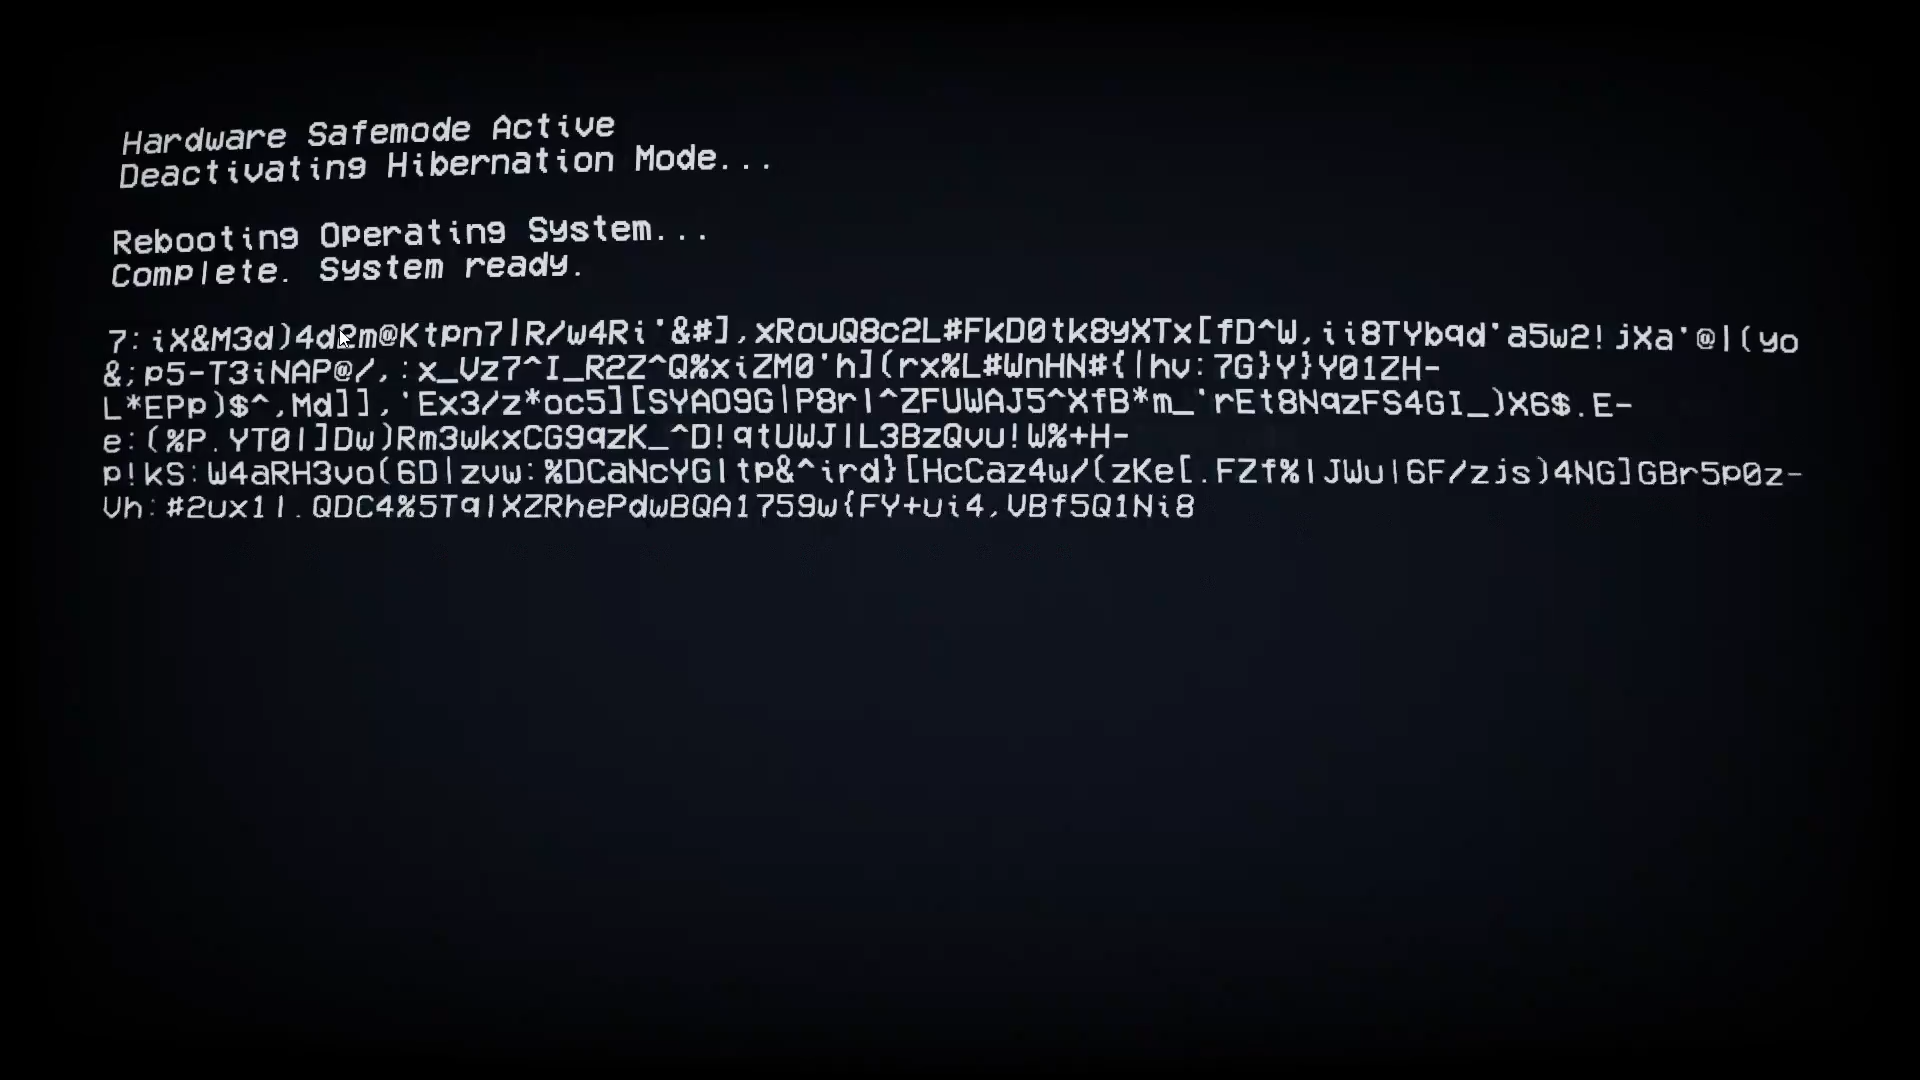 Hardware Safemode Active
Deactivating Hibernation Mode...
Rebooting Operating System...
Complete. System ready.
7:iX&M3d)4d2m@Ktpn7|R/w4Ri'&#],xRouQ8c2L#FkD0tk8yXTx[fD^W,ii8TYbqd'a5w2!jXa'@|(yo
&;p5-T3iNAP@/,:x_Vz7^I_R2Z^Q%xiZM0'h](rx%L#WnHN#{|hv:7G}Y}Y01ZH-
L*EPp)$^,Md]],'Ex3/z*oc5][SYAO9G|P8r|^ZFUWAJ5^XfB*m_'rEt8NqzFS4GI_)X6$.E-
e:(%P.YT0|]Dw)Rm3wkxCG9qzK_^D!qtUWJ|L3BzQvu!W%+H-
p!kS:W4aRH3vo(6D|zvw:%DCaNcYG|tp&^ird}[HcCaz4w/(zKe[.FZf%|JWu|6F/zjs)4NG]GBr5p0z-
Vh:#2ux1|.QDC4%5Tq|XZRhePdwBQA1759w{FY+ui4,VBf5Q1Ni8